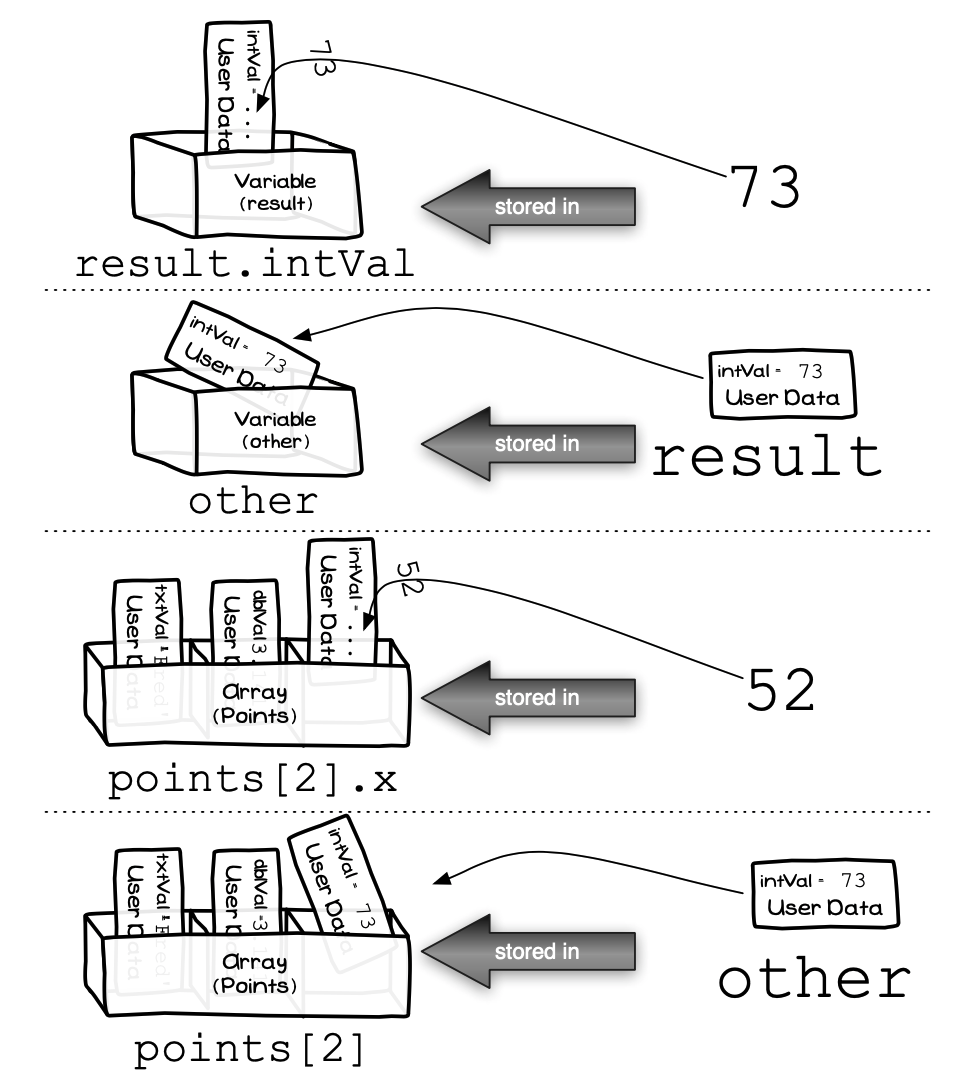 intVal = ...
User Data
73
Variable
(result)
stored in
73
result.intVal
intVal = 73
User Data
Variable
(other)
stored in
intVal = 73
User Data
result
other
txtVal = 'Fred'
User Data
dblVal 3.1
User Data
intVal = ...
User Data
52
Array
(Points)
stored in
52
points[2].x
txtVal = 'Fred'
User Data
dblVal =3.1
User Data
intVal = 73
User Data
Array
(Points)
stored in
intVal = 73
User Data
other
points[2]